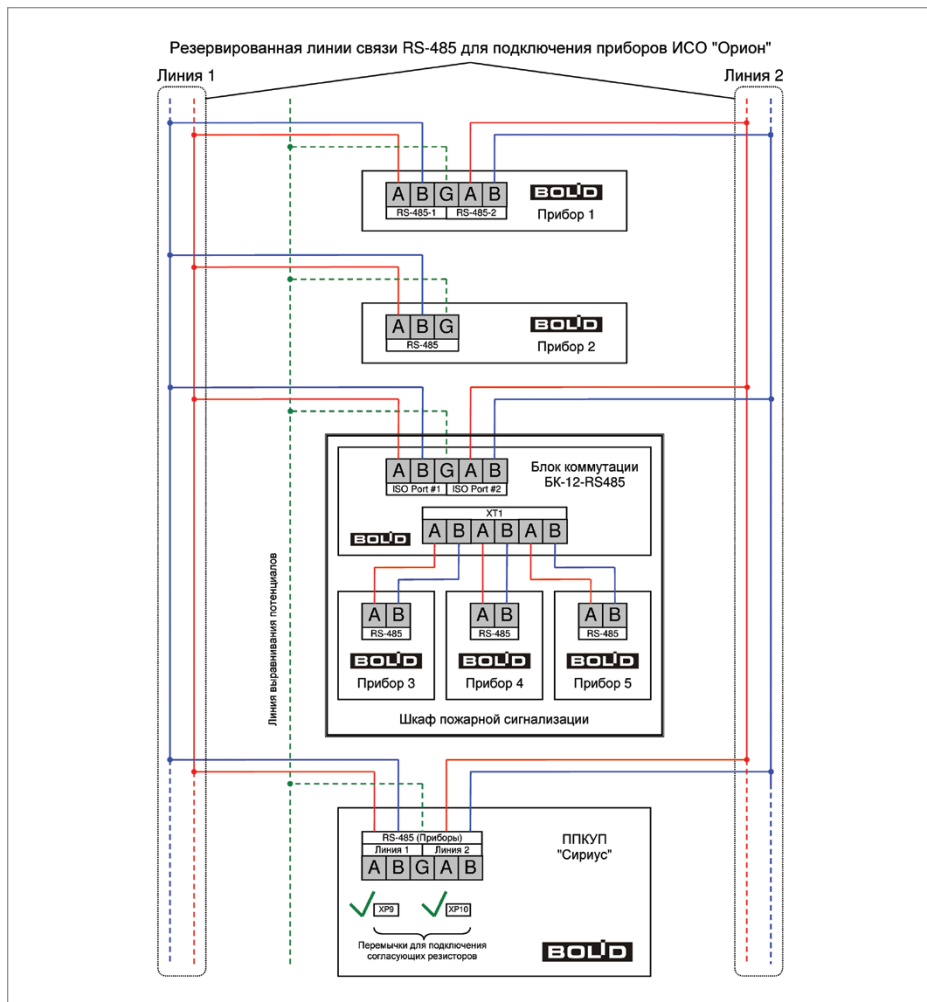 Резервированная линии связи RS-485 для подключения приборов ИСО "Орион"
Линия 1
Линия 2
A B G A B
RS-485-1 RS-485-2
BOLID
Прибор 1
A B G
RS-485
BOLID
Прибор 2
A B G A B
ISO Port #1 ISO Port #2
Блок коммутации
БК-12-RS485
XT1
A B A B A B
BOLID
A B
RS-485
BOLID
Прибор 3
A B
RS-485
BOLID
Прибор 4
A B
RS-485
BOLID
Прибор 5
Шкаф пожарной сигнализации
Линия выравнивания потенциалов
RS-485 (Приборы)
Линия 1 Линия 2
A B G A B
ППКУП
"Сириус"
XP9
XP10
Перемычки для подключения
согласующих резисторов
BOLID